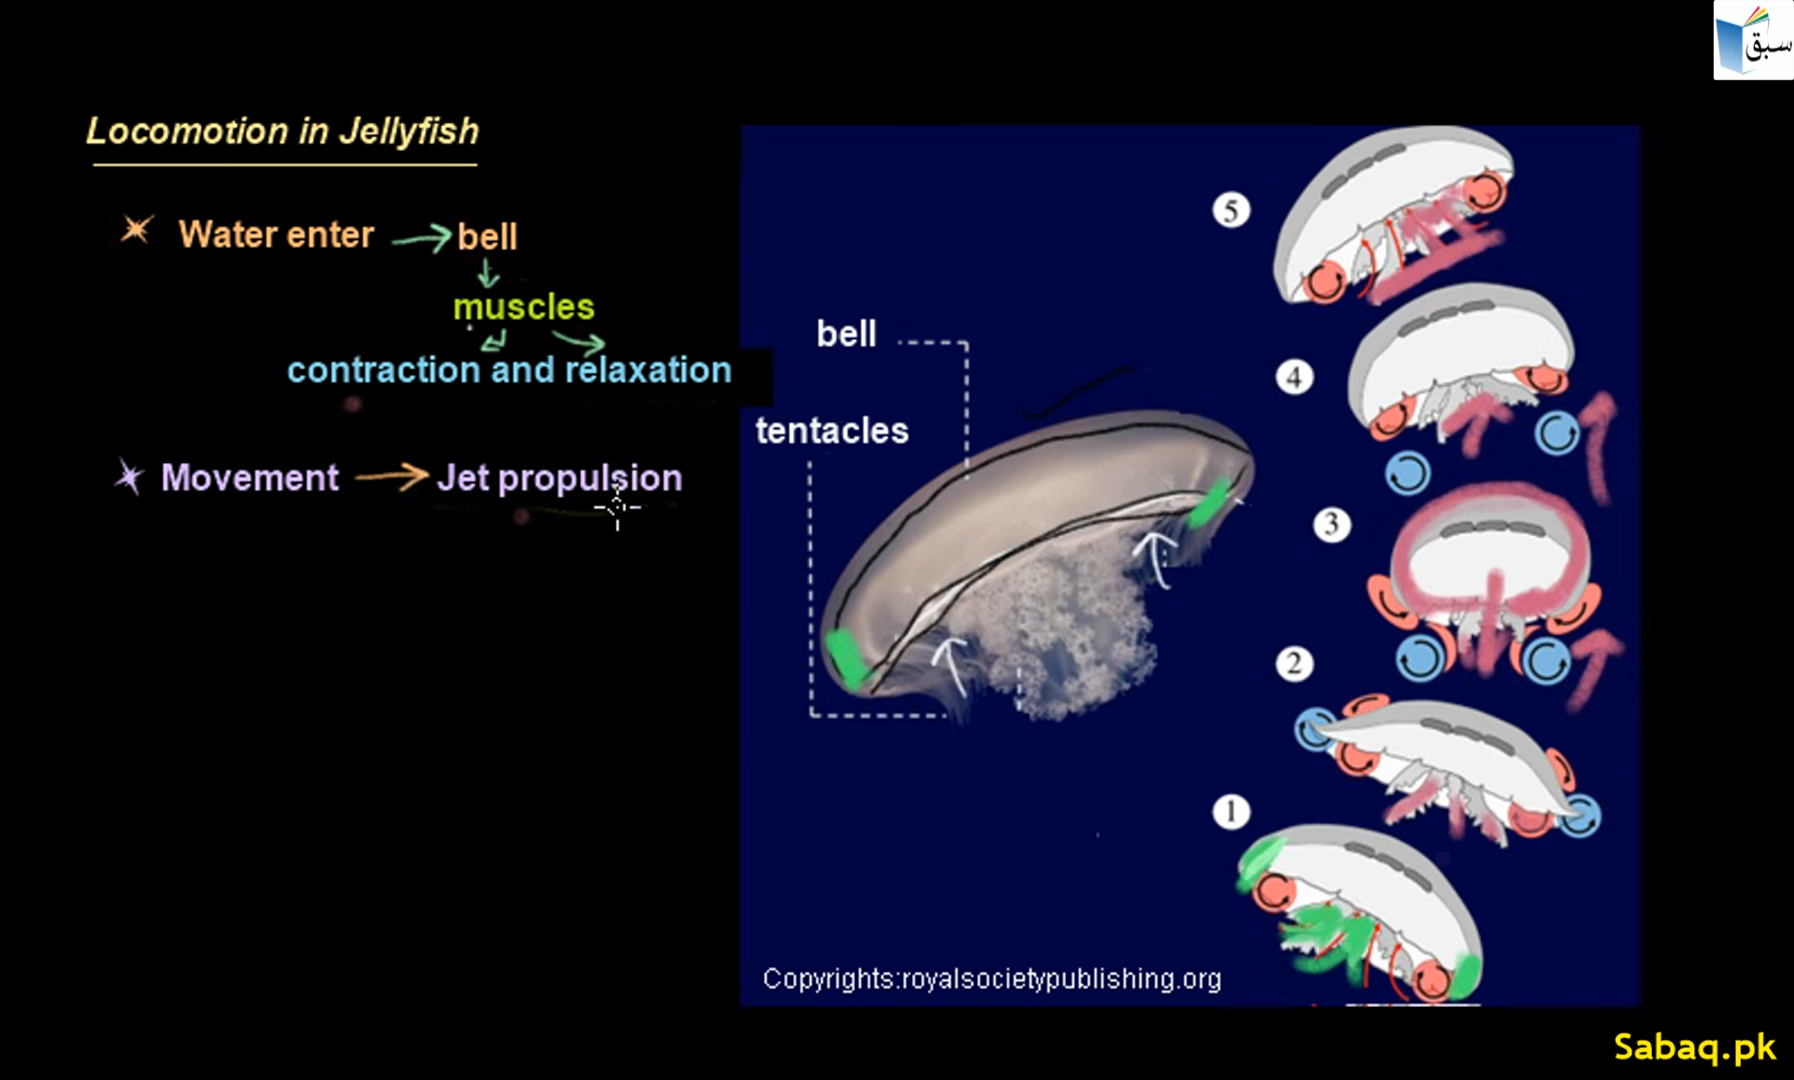 سبق
Locomotion in Jellyfish
Water enter → bell
muscles
contraction and relaxation
Movement → Jet propulsion
bell
tentacles
5
4
3
2
1
Copyrights:royalsocietypublishing.org
Sabaq.pk